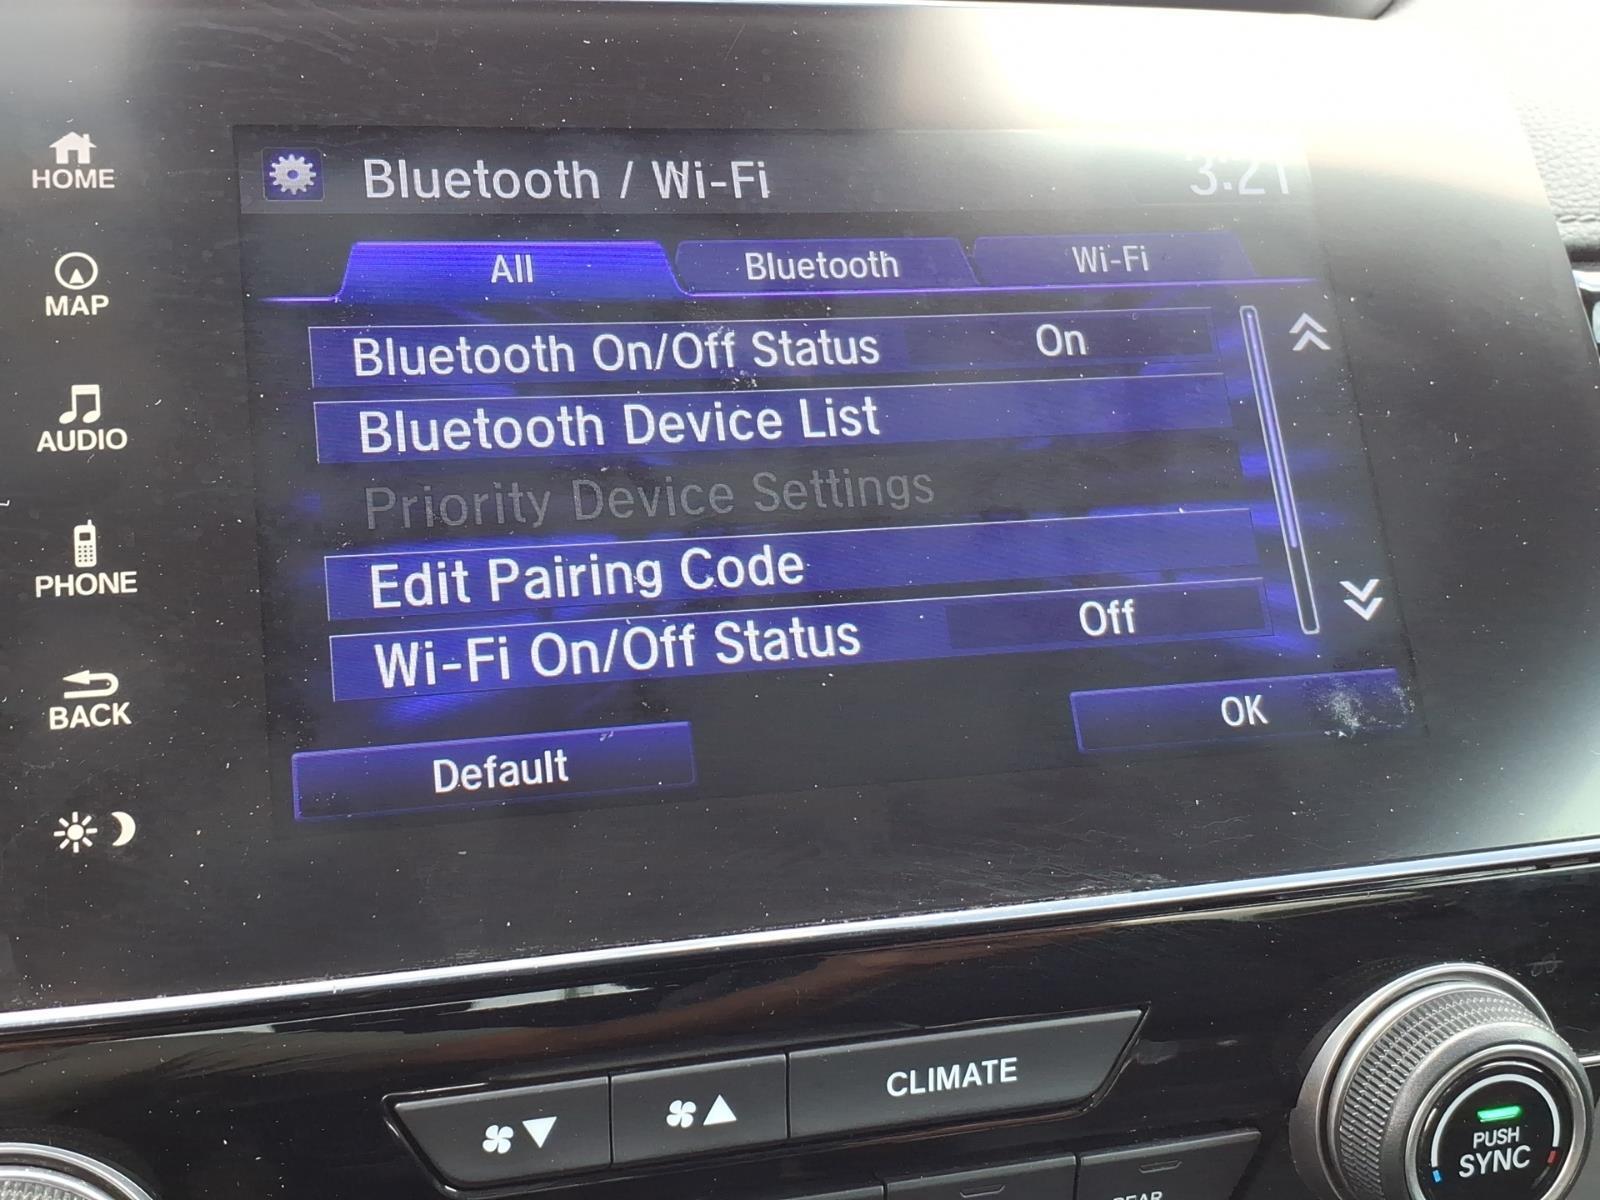 HOME
MAP
AUDIO
PHONE
BACK
Bluetooth / Wi-Fi
3:21
All
Bluetooth
Wi-Fi
Bluetooth On/Off Status On
Bluetooth Device List
Priority Device Settings
Edit Pairing Code
Wi-Fi On/Off Status Off
Default
OK
CLIMATE
PUSH
SYNC
REAR